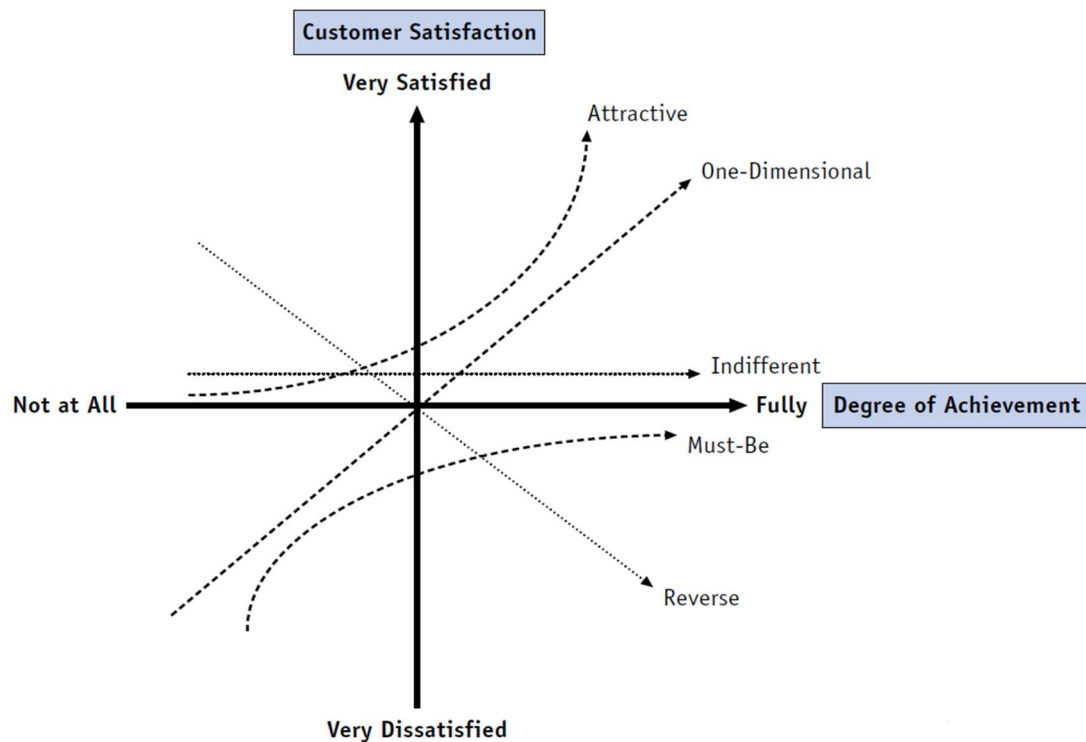 Customer Satisfaction
Very Satisfied
Attractive
One-Dimensional
Indifferent
Not at All
Fully
Degree of Achievement
Must-Be
Reverse
Very Dissatisfied